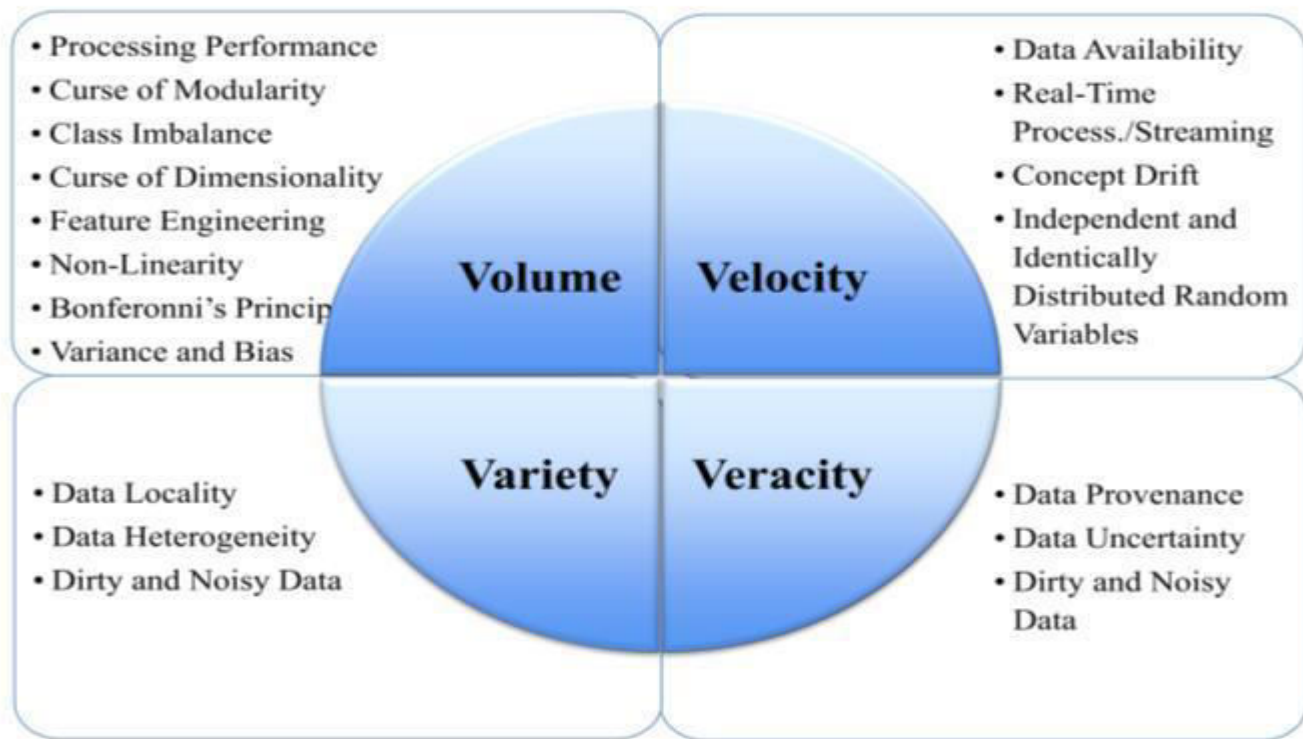 • Processing Performance
• Curse of Modularity
• Class Imbalance
• Curse of Dimensionality
• Feature Engineering
• Non-Linearity
• Bonferonni's Princip
• Variance and Bias
• Data Availability
• Real-Time
Process./Streaming
• Concept Drift
• Independent and
Identically
Distributed Random
Variables
Volume
Velocity
Variety
Veracity
• Data Locality
• Data Heterogeneity
• Dirty and Noisy Data
• Data Provenance
• Data Uncertainty
• Dirty and Noisy
Data